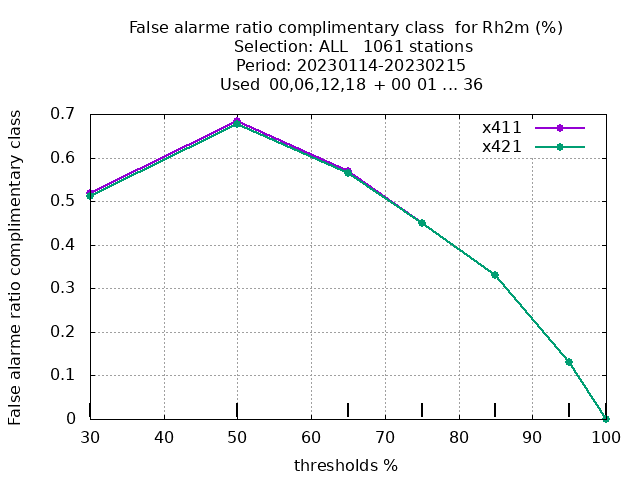 False alarme ratio complimentary class  for Rh2m (%)
Selection: ALL   1061 stations
Period: 20230114-20230215
Used  00,06,12,18  + 00 01 ... 36
False alarme ratio complimentary class
0.7
0.6
0.5
0.4
0.3
0.2
0.1
0
x411
x421
30 40 50 60 70 80 90 100
thresholds %